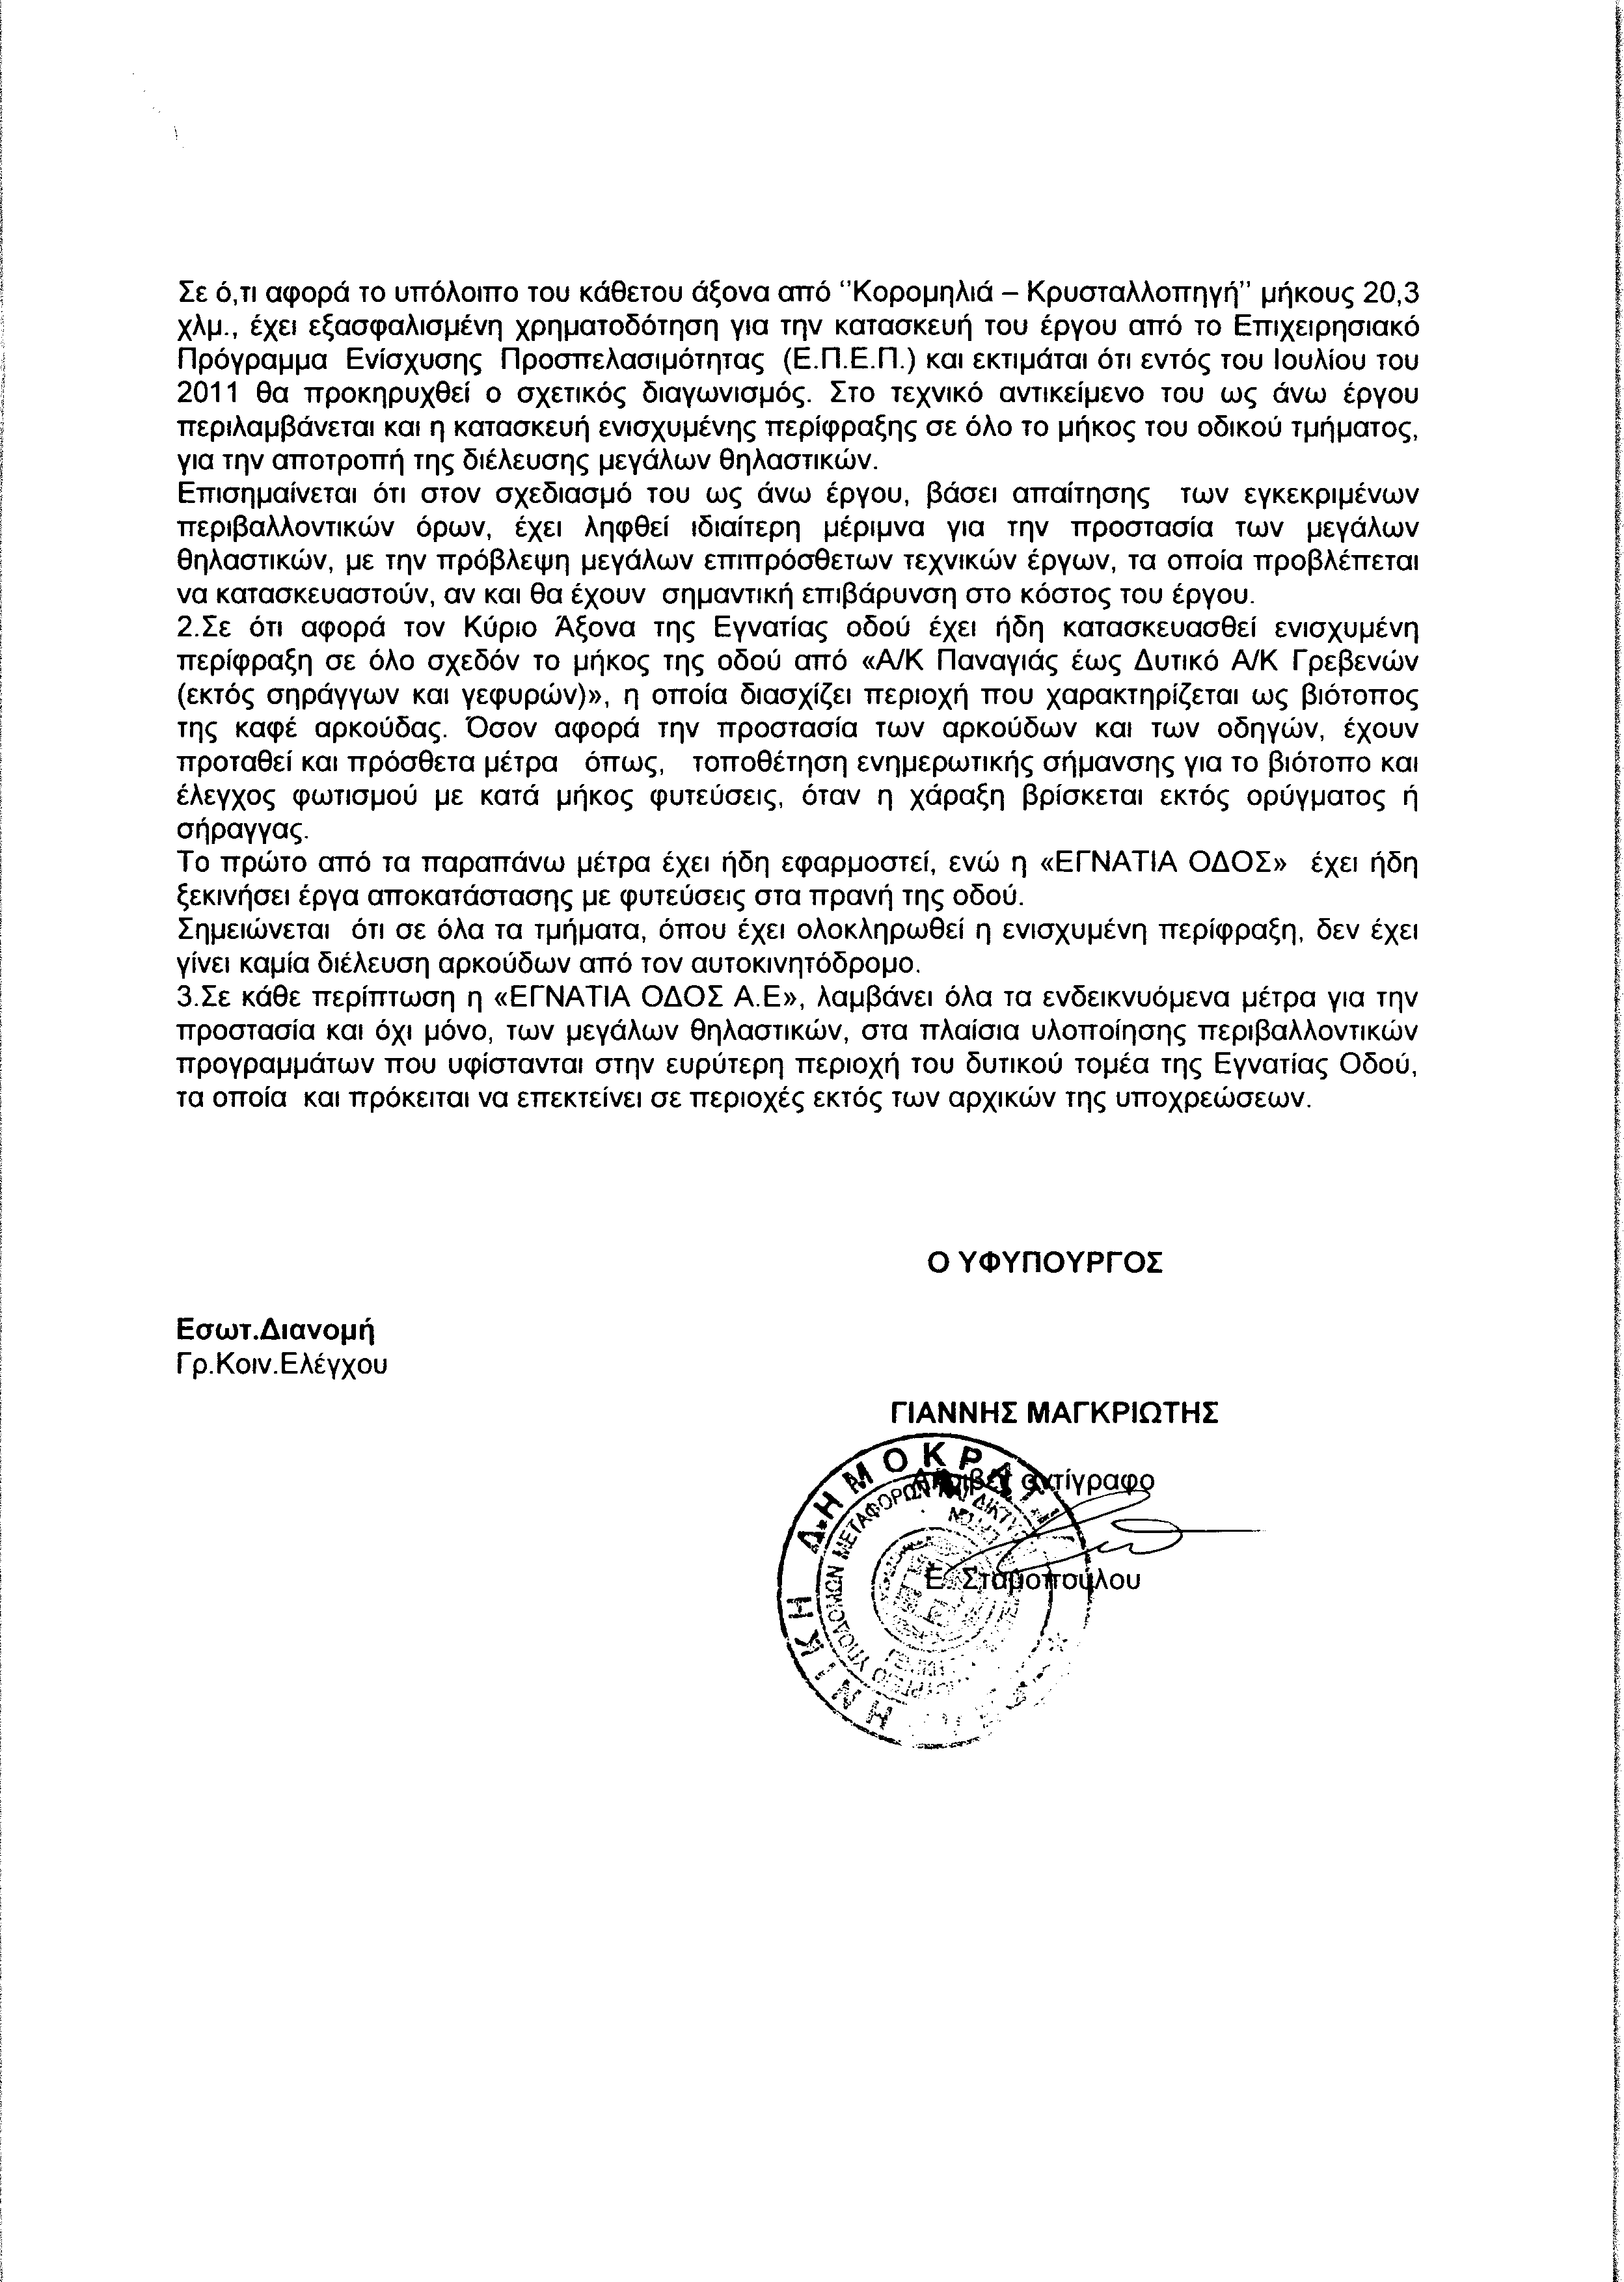 Σε ό,τι αφορά το υπόλοιπο του κάθετου άξονα από ‘‘Κορομηλιά – Κρυσταλλοπηγή’’ μήκους 20,3
χλμ., έχει εξασφαλισμένη χρηματοδότηση για την κατασκευή του έργου από το Επιχειρησιακό
Πρόγραμμα Ενίσχυσης Προσπελασιμότητας (Ε.Π.Ε.Π.) και εκτιμάται ότι εντός του Ιουλίου του
2011 θα προκηρυχθεί ο σχετικός διαγωνισμός. Στο τεχνικό αντικείμενο του ως άνω έργου
περιλαμβάνεται και η κατασκευή ενισχυμένης περίφραξης σε όλο το μήκος του οδικού τμήματος,
για την αποτροπή της διέλευσης μεγάλων θηλαστικών.
Επισημαίνεται ότι στον σχεδιασμό του ως άνω έργου, βάσει απαίτησης των εγκεκριμένων
περιβαλλοντικών όρων, έχει ληφθεί ιδιαίτερη μέριμνα για την προστασία των μεγάλων
θηλαστικών, με την πρόβλεψη μεγάλων επιπρόσθετων τεχνικών έργων, τα οποία προβλέπεται
να κατασκευαστούν, αν και θα έχουν σημαντική επιβάρυνση στο κόστος του έργου.
2.Σε ότι αφορά τον Κύριο Άξονα της Εγνατίας οδού έχει ήδη κατασκευασθεί ενισχυμένη
περίφραξη σε όλο σχεδόν το μήκος της οδού από «Α/Κ Παναγιάς έως Δυτικό Α/Κ Γρεβενών
(εκτός σηράγγων και γεφυρών)», η οποία διασχίζει περιοχή που χαρακτηρίζεται ως βιότοπος
της καφέ αρκούδας. Όσον αφορά την προστασία των αρκούδων και των οδηγών, έχουν
προταθεί και πρόσθετα μέτρα όπως, τοποθέτηση ενημερωτικής σήμανσης για το βιότοπο και
έλεγχος φωτισμού με κατά μήκος φυτεύσεις, όταν η χάραξη βρίσκεται εκτός ορύγματος ή
σήραγγας.
Το πρώτο από τα παραπάνω μέτρα έχει ήδη εφαρμοστεί, ενώ η «ΕΓΝΑΤΙΑ ΟΔΟΣ» έχει ήδη
ξεκινήσει έργα αποκατάστασης με φυτεύσεις στα πρανή της οδού.
Σημειώνεται ότι σε όλα τα τμήματα, όπου έχει ολοκληρωθεί η ενισχυμένη περίφραξη, δεν έχει
γίνει καμία διέλευση αρκούδων από τον αυτοκινητόδρομο.
3.Σε κάθε περίπτωση η «ΕΓΝΑΤΙΑ ΟΔΟΣ Α.Ε», λαμβάνει όλα τα ενδεικνυόμενα μέτρα για την
προστασία και όχι μόνο, των μεγάλων θηλαστικών, στα πλαίσια υλοποίησης περιβαλλοντικών
προγραμμάτων που υφίστανται στην ευρύτερη περιοχή του δυτικού τομέα της Εγνατίας Οδού,
τα οποία και πρόκειται να επεκτείνει σε περιοχές εκτός των αρχικών της υποχρεώσεων.
Ο ΥΦΥΠΟΥΡΓΟΣ
Εσωτ.Διανομή
Γρ.Κοιν.Ελέγχου
ΓΙΑΝΝΗΣ ΜΑΓΚΡΙΩΤΗΣ
Ακριβές αντίγραφο
Ε. Σταμοπούλου